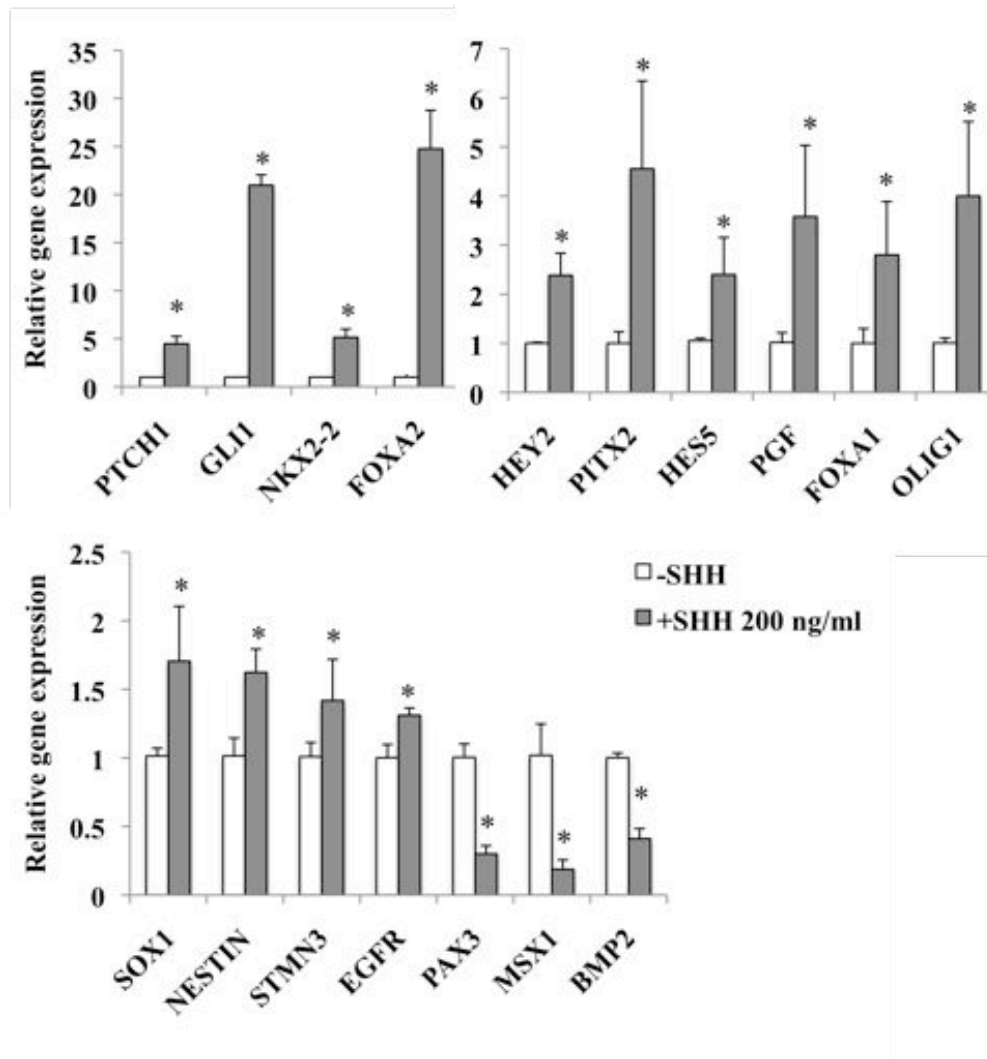 Relative gene expression
35
30
25
20
15
10
5
0
* * * *
PTCH1 GLI1 NKX2-2 FOXA2
7
6
5
4
3
2
1
0
* * * * * *
HEY2 PITX2 HES5 PGF FOXA1 OLIG1
Relative gene expression
2.5
2
1.5
1
0.5
0
* * * * * * *
SOX1 NESTIN STMN3 EGFR PAX3 MSX1 BMP2
-SHH
+SHH 200 ng/ml